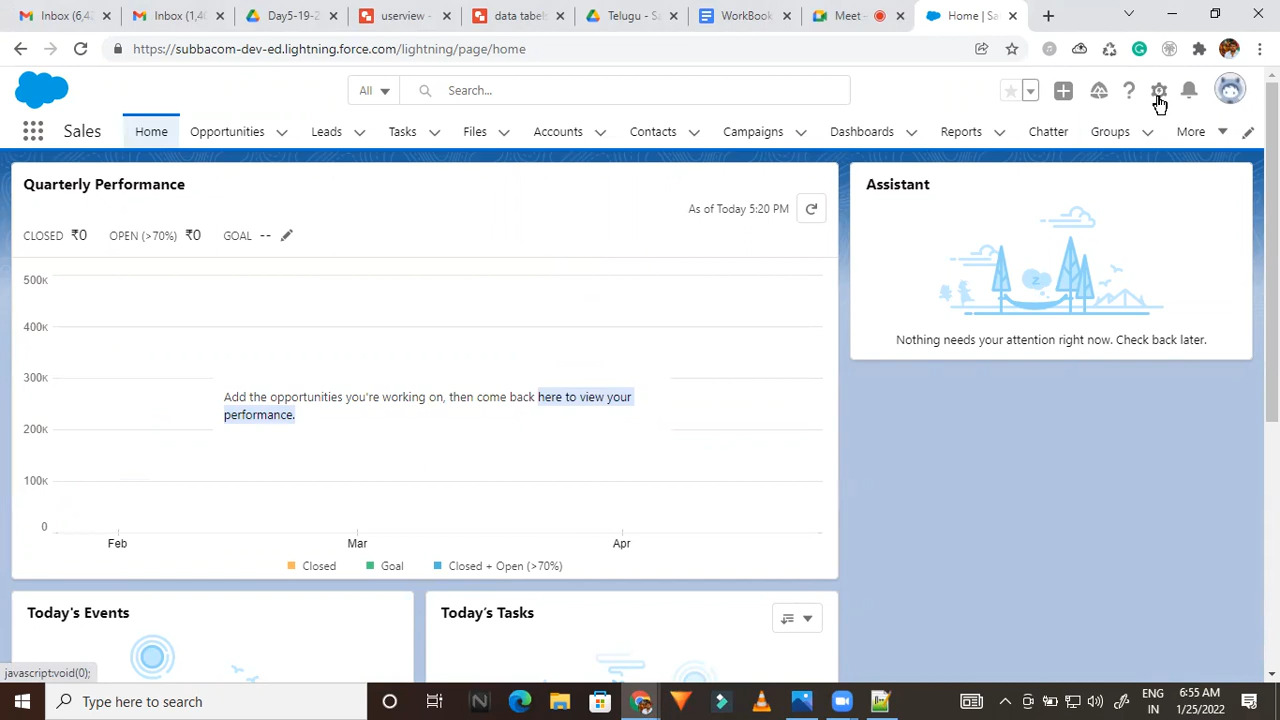 Inbox (6,42
Inbox (1,40
Day5-19-2
userview -
data tabels
Telugu - Sa
WorkBook
Meet -
Home | Sa
https://subbacom-dev-ed.lightning.force.com/lightning/page/home
All
Search...
Sales
Home
Opportunities
Leads
Tasks
Files
Accounts
Contacts
Campaigns
Dashboards
Reports
Chatter
Groups
More
Quarterly Performance
As of Today 5:20 PM
CLOSED ₹0 OPEN (>70%) ₹0 GOAL --
500K
400K
300K
200K
100K
0
Add the opportunities you're working on, then come back here to view your
performance.
Feb
Mar
Apr
Closed
Goal
Closed + Open (>70%)
Assistant
z
Nothing needs your attention right now. Check back later.
Today's Events
Today's Tasks
javascript:void(0);
Type here to search
ENG
IN
6:55 AM
1/25/2022